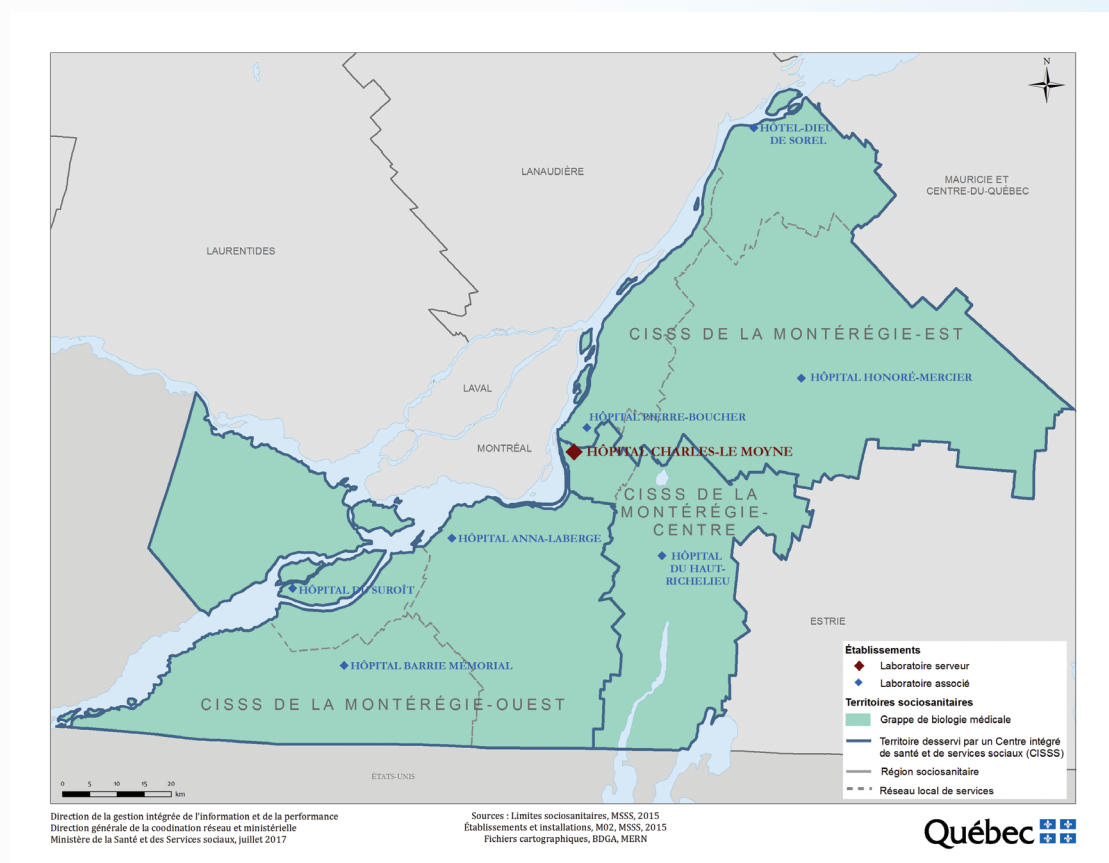 N
HÔTEL-DIEU
DE SOREL
LANAUDIÈRE
MAURICIE ET
CENTRE-DU-QUÉBEC
LAURENTIDES
CISSS DE LA MONTÉRÉGIE-EST
HÔPITAL HONORÉ-MERCIER
LAVAL
HÔPITAL PIERRE-BOUCHER
MONTRÉAL
HÔPITAL CHARLES-LE MOYNE
CISSS DE LA
MONTÉRÉGIE-
CENTRE
HÔPITAL ANNA-LABERGE
HÔPITAL
DU HAUT-
RICHELIEU
HÔPITAL DU SUROÎT
ESTRIE
HÔPITAL BARRIE MEMORIAL
CISSS DE LA MONTÉRÉGIE-OUEST
ÉTATS-UNIS
Établissements
Laboratoire serveur
Laboratoire associé
Territoires sociosanitaires
Grappe de biologie médicale
Territoire desservi par un Centre intégré
de santé et de services sociaux (CISSS)
Région sociosanitaire
Réseau local de services
0 5 10 15 20
km
Direction de la gestion intégrée de l'information et de la performance
Direction générale de la coodination réseau et ministérielle
Ministère de la Santé et des Services sociaux, juillet 2017
Sources : Limites sociosanitaires, MSSS, 2015
Établissements et installations, M02, MSSS, 2015
Fichiers cartographiques, BDGA, MERN
Québec